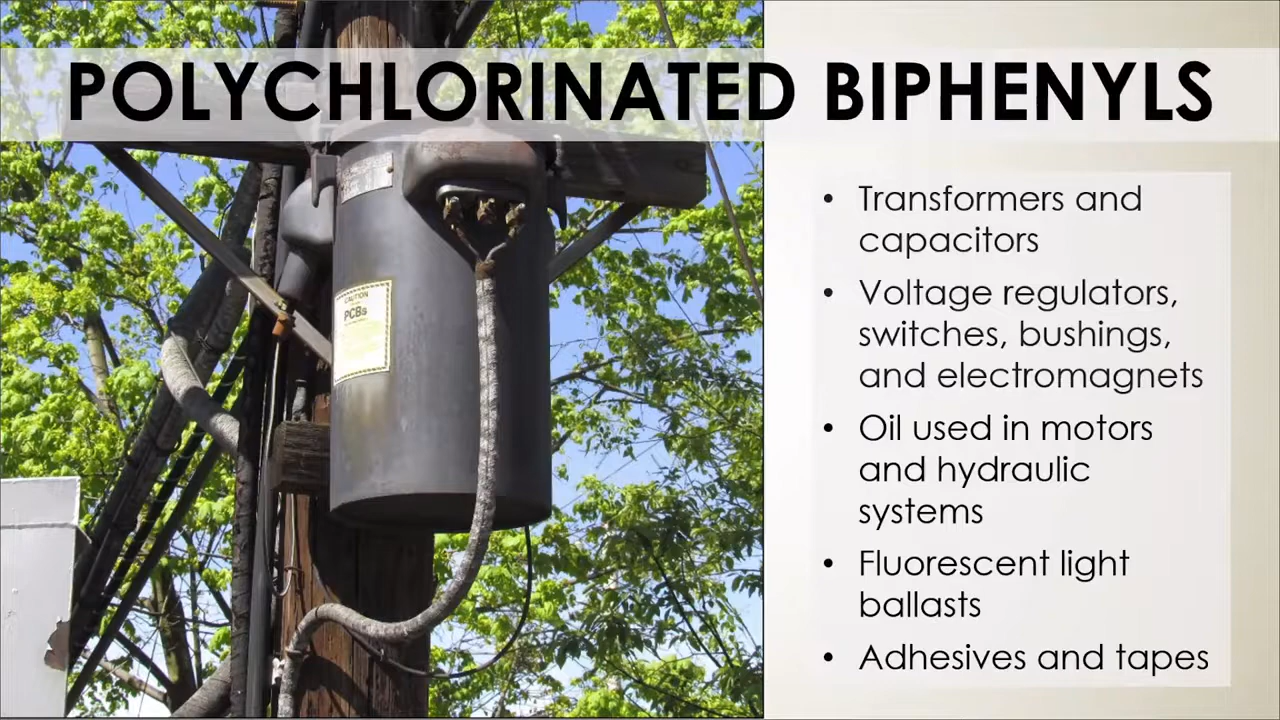 POLYCHLORINATED BIPHENYLS
CAUTION
PCBs
• Transformers and
capacitors
• Voltage regulators,
switches, bushings,
and electromagnets
• Oil used in motors
and hydraulic
systems
• Fluorescent light
ballasts
• Adhesives and tapes